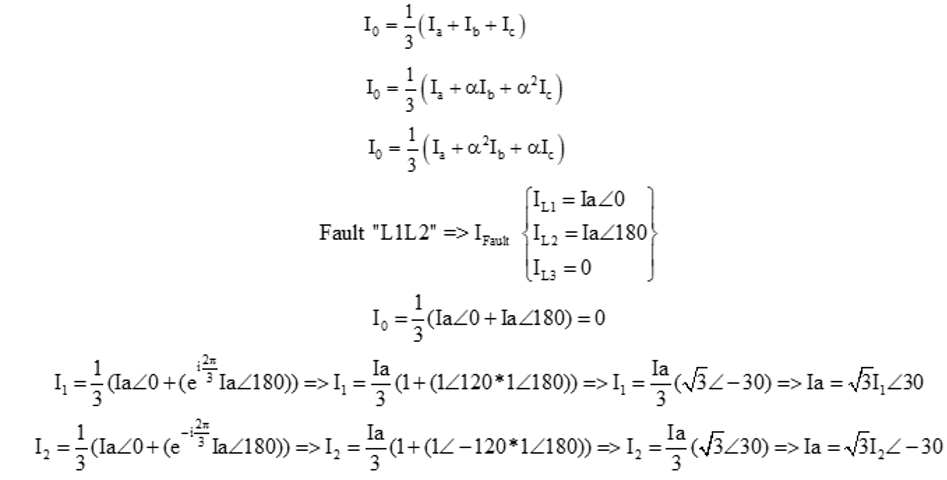 I₀ = 1/3 (Iₐ + I_b + I_c)
I₀ = 1/3 (Iₐ + αI_b + α²I_c)
I₀ = 1/3 (Iₐ + α²I_b + αI_c)
Fault "L1L2" => I_Fault { I_L1 = Ia∠0
I_L2 = Ia∠180
I_L3 = 0 }
I₀ = 1/3 (Ia∠0 + Ia∠180) = 0
I₁ = 1/3 (Ia∠0 + (e^(i2π/3) Ia∠180)) => I₁ = Ia/3 (1 + (1∠120*1∠180)) => I₁ = Ia/3 (√3∠-30) => Ia = √3I₁∠30
I₂ = 1/3 (Ia∠0 + (e^(-i2π/3) Ia∠180)) => I₂ = Ia/3 (1 + (1∠-120*1∠180)) => I₂ = Ia/3 (√3∠30) => Ia = √3I₂∠-30